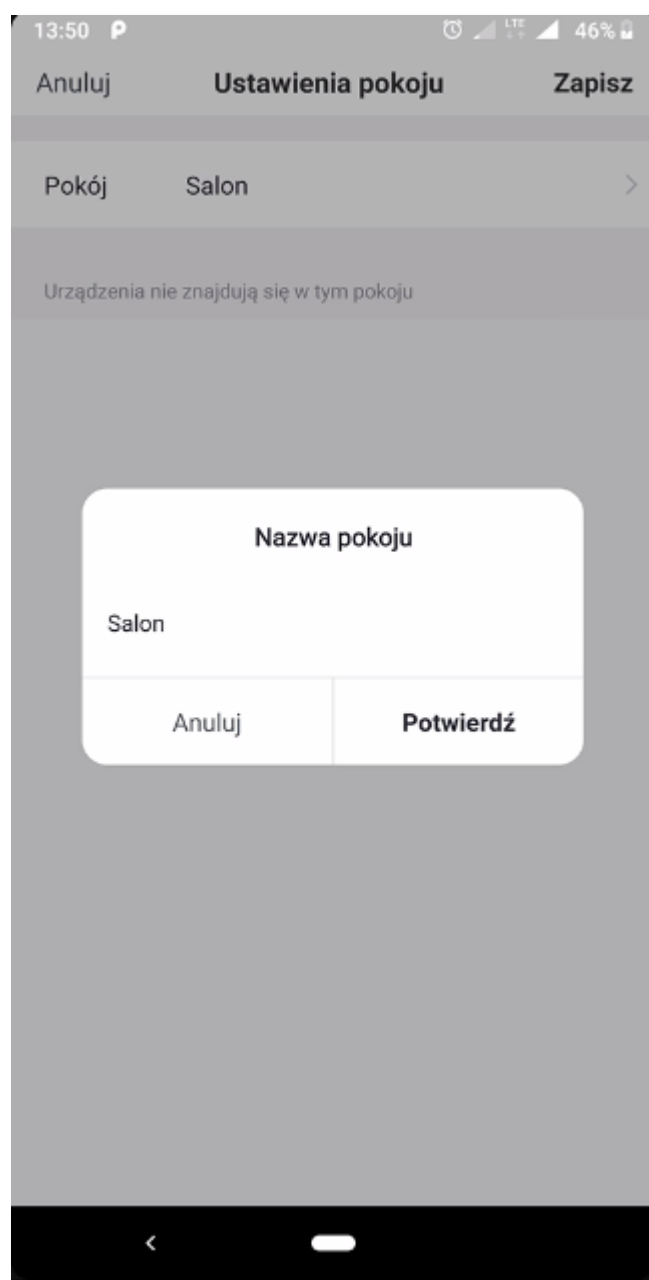 13:50 P LTE 46%
Anuluj Ustawienia pokoju Zapisz
Pokój Salon
Urządzenia nie znajdują się w tym pokoju
Nazwa pokoju
Salon
Anuluj Potwierdź